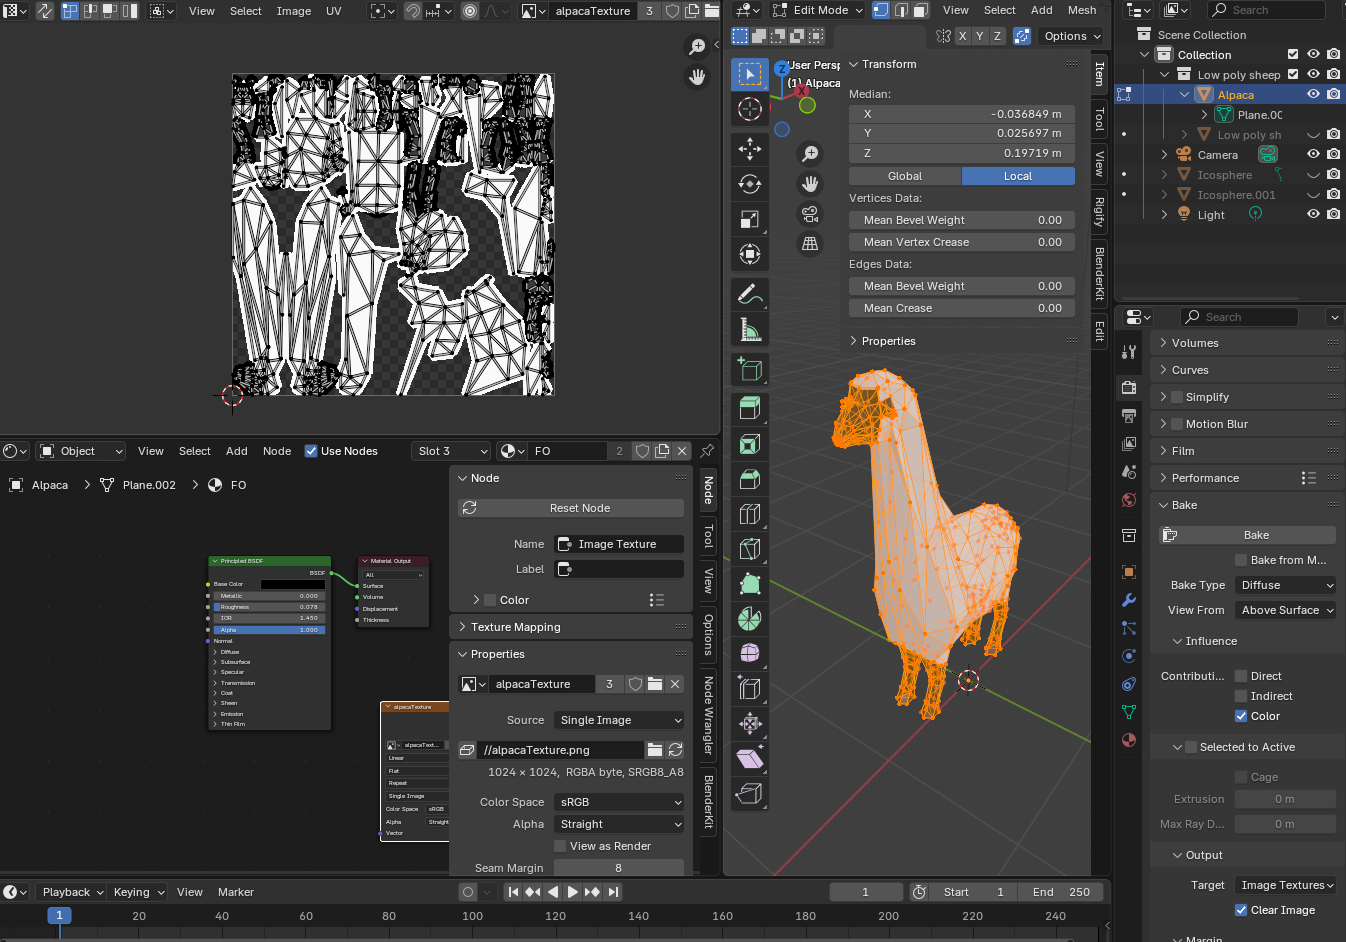 View Select Image UV
alpacaTexture 3
Object View Select Add Node Use Nodes Slot 3 FO 2
Alpaca > Plane.002 > FO
Principled BSDF
BSDF
Base Color
Metallic 0.000
Roughness 0.078
IOR 1.450
Alpha 1.000
Normal
Diffuse
Subsurface
Specular
Transmission
Coat
Sheen
Emission
Thin Film
Material Output
All
Surface
Volume
Displacement
Thickness
alpacaTexture
alpacaText...
Linear
Flat
Repeat
Single Image
Color Space sRGB
Alpha Straight
Vector
Node
Reset Node
Name Image Texture
Label
Color
Texture Mapping
Properties
alpacaTexture 3
Source Single Image
//alpacaTexture.png
1024 × 1024, RGBA byte, SRGB8_A8
Color Space sRGB
Alpha Straight
View as Render
Seam Margin 8
Node
Tool
View
Options
Node Wrangler
BlenderKit
Edit Mode View Select Add Mesh
X Y Z Options
User Persp
(1) Alpaca
Z
X
Transform
Median:
X -0.036849 m
Y 0.025697 m
Z 0.19719 m
Global Local
Vertices Data:
Mean Bevel Weight 0.00
Mean Vertex Crease 0.00
Edges Data:
Mean Bevel Weight 0.00
Mean Crease 0.00
Properties
Item
Tool
View
Rigify
BlenderKit
Edit
Search
Scene Collection
Collection
Low poly sheep
Alpaca
Plane.00
Low poly sh
Camera
Icosphere
Icosphere.001
Light
Search
Volumes
Curves
Simplify
Motion Blur
Film
Performance
Bake
Bake
Bake from M...
Bake Type Diffuse
View From Above Surface
Influence
Contributi... Direct
Indirect
Color
Selected to Active
Cage
Extrusion 0 m
Max Ray D... 0 m
Output
Target Image Textures
Clear Image
Margin
Playback Keying View Marker
1 Start 1 End 250
1 20 40 60 80 100 120 140 160 180 200 220 240